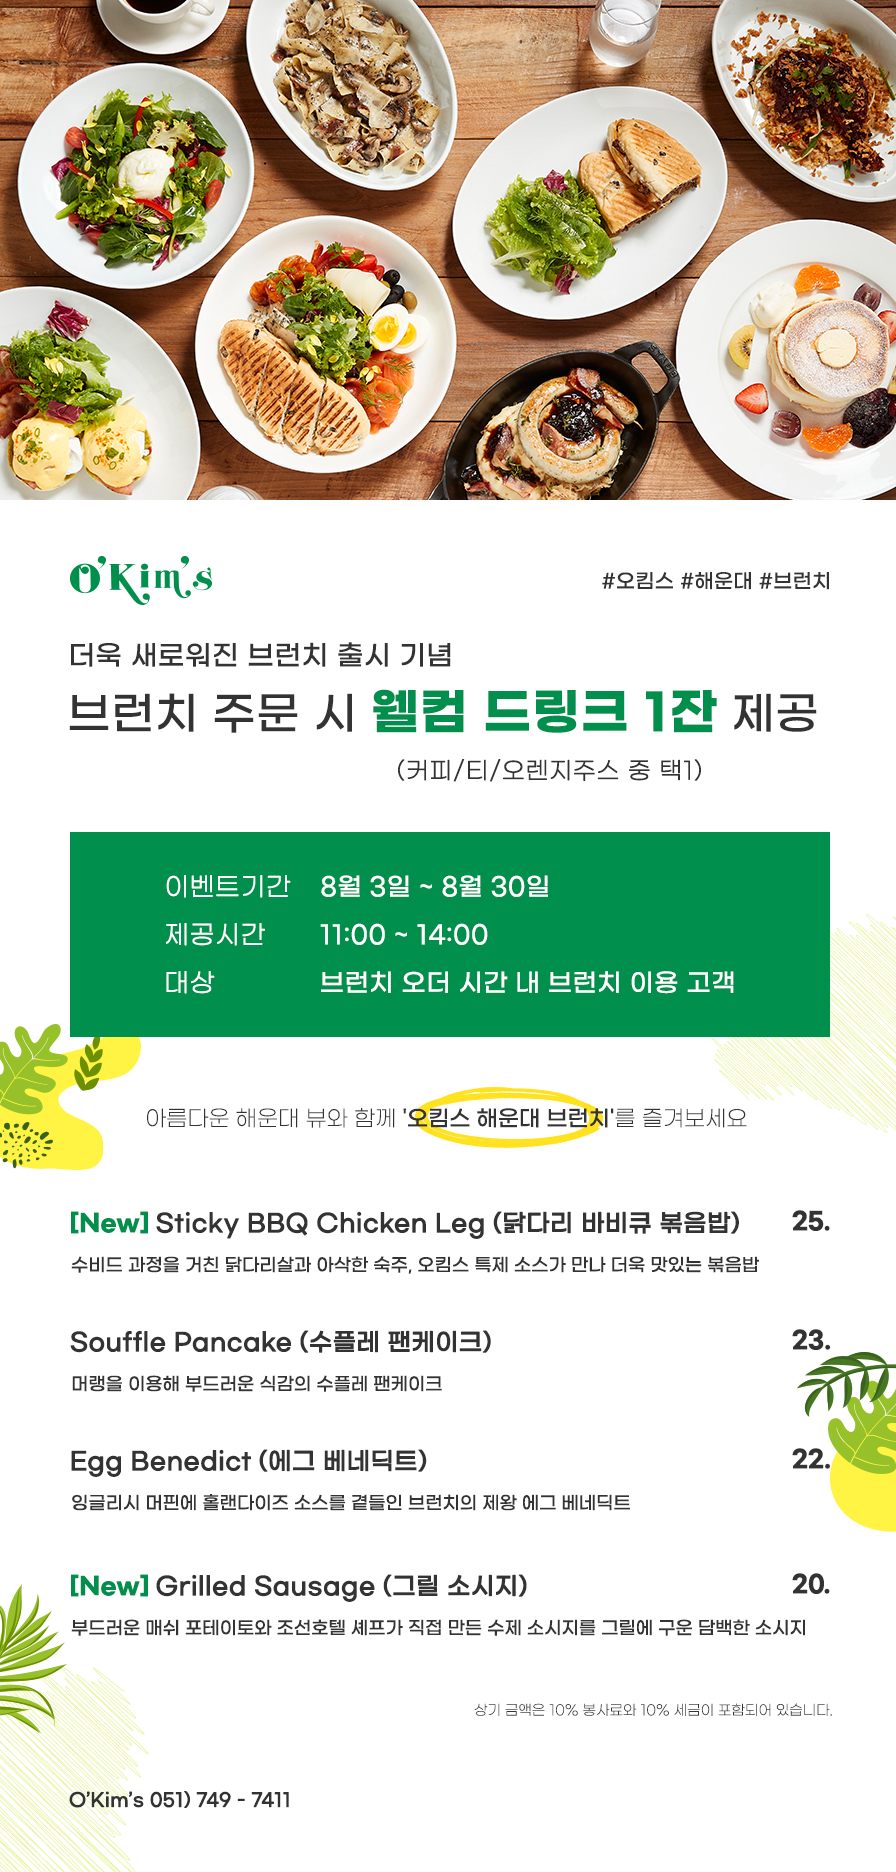 O'Kim's
#오킴스 #해운대 #브런치
더욱 새로워진 브런치 출시 기념
브런치 주문 시 웰컴 드링크 1잔 제공
(커피/티/오렌지주스 중 택1)
이벤트기간 8월 3일 ~ 8월 30일
제공시간 11:00 ~ 14:00
대상 브런치 오더 시간 내 브런치 이용 고객
아름다운 해운대 뷰와 함께 '오킴스 해운대 브런치'를 즐겨보세요
[New] Sticky BBQ Chicken Leg (닭다리 바비큐 볶음밥) 25.
수비드 과정을 거친 닭다리살과 아삭한 숙주, 오킴스 특제 소스가 만나 더욱 맛있는 볶음밥
Souffle Pancake (수플레 팬케이크) 23.
머랭을 이용해 부드러운 식감의 수플레 팬케이크
Egg Benedict (에그 베네딕트) 22.
잉글리시 머핀에 홀랜다이즈 소스를 곁들인 브런치의 제왕 에그 베네딕트
[New] Grilled Sausage (그릴 소시지) 20.
부드러운 매쉬 포테이토와 조선호텔 셰프가 직접 만든 수제 소시지를 그릴에 구운 담백한 소시지
상기 금액은 10% 봉사료와 10% 세금이 포함되어 있습니다.
O'Kim's 051) 749 - 7411